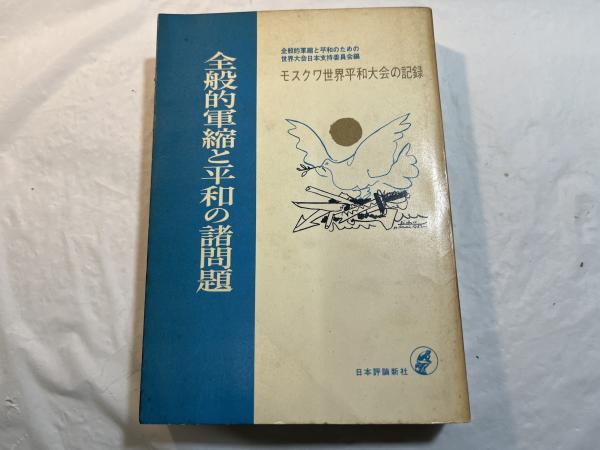 全般的軍縮と平和のための
世界大会日本支持委員会編
モスクワ世界平和大会の記録
全般的軍縮と平和の諸問題
日本評論新社